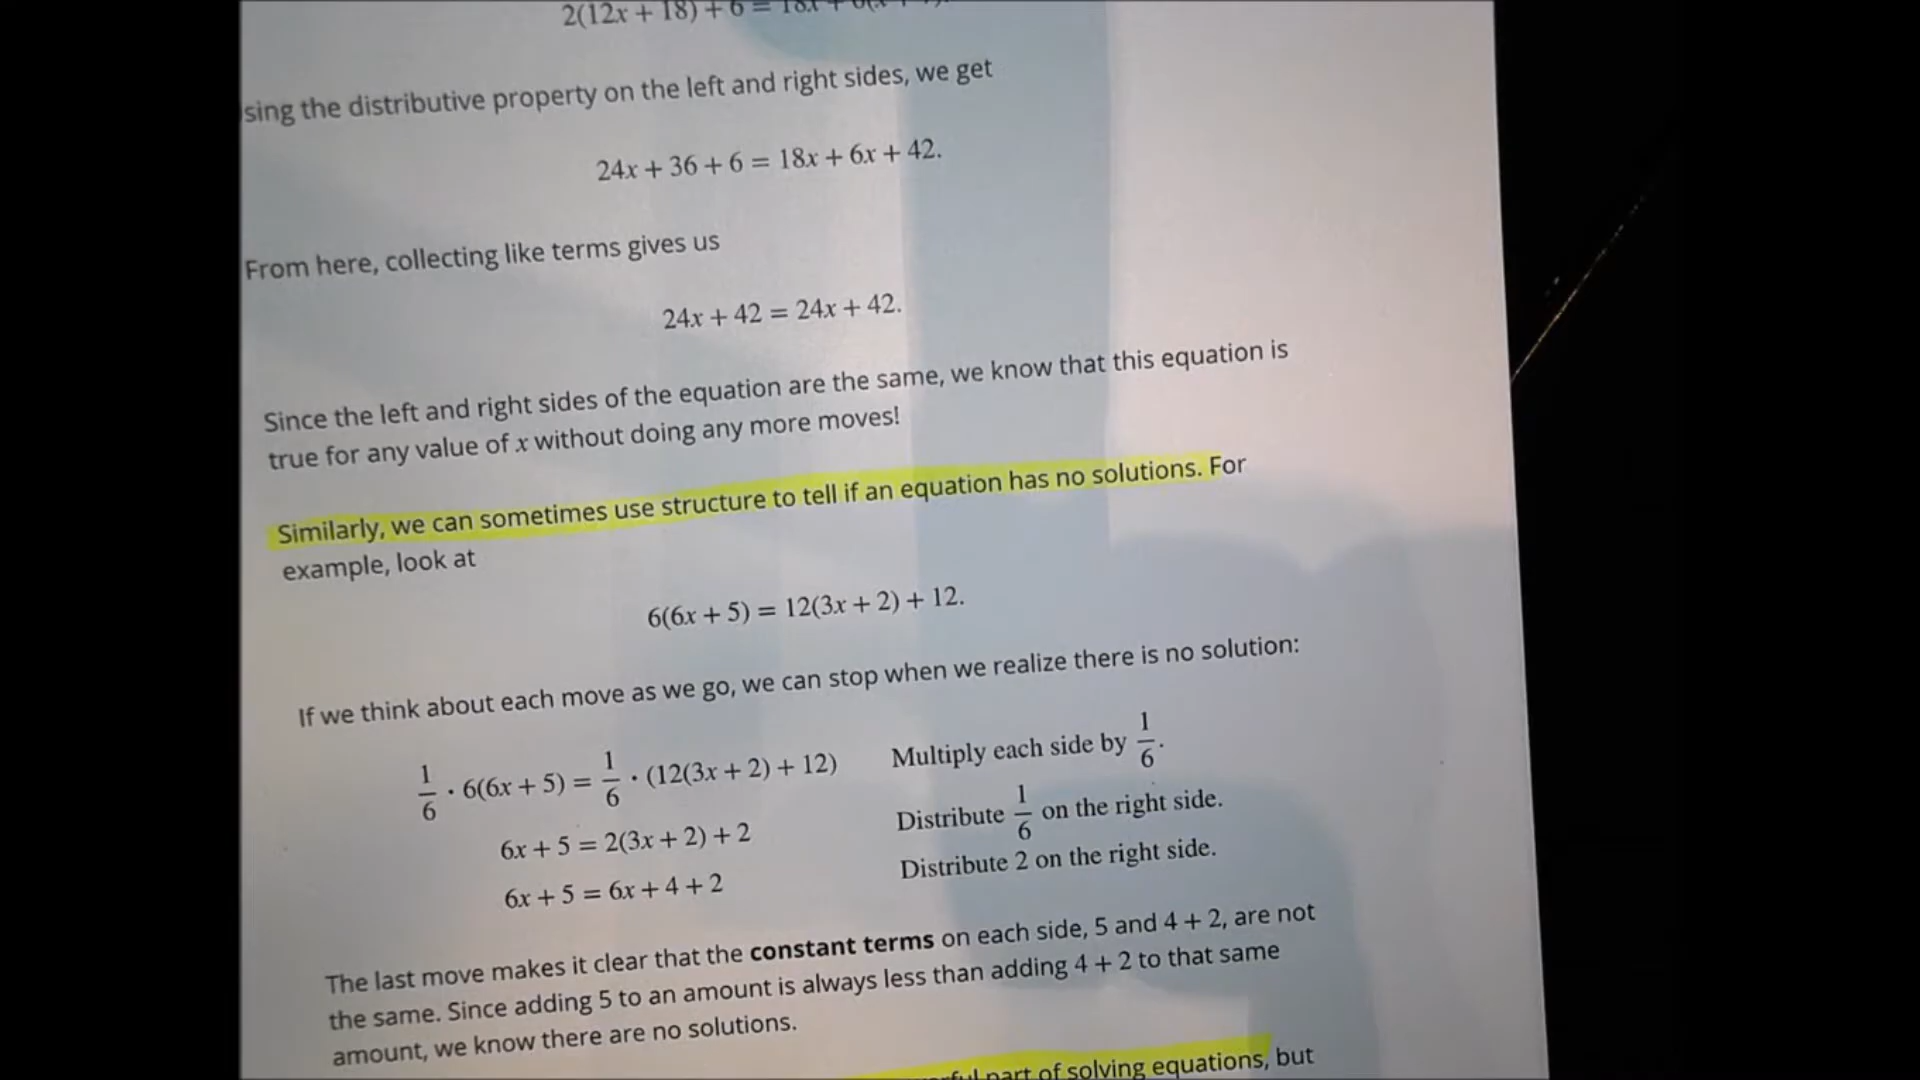 2(12x + 18) + 6 = 18x + 6(x
sing the distributive property on the left and right sides, we get
24x + 36 + 6 = 18x + 6x + 42.
From here, collecting like terms gives us
24x + 42 = 24x + 42.
Since the left and right sides of the equation are the same, we know that this equation is
true for any value of x without doing any more moves!
Similarly, we can sometimes use structure to tell if an equation has no solutions. For
example, look at
6(6x + 5) = 12(3x + 2) + 12.
If we think about each move as we go, we can stop when we realize there is no solution:
1/6 · 6(6x + 5) = 1/6 · (12(3x + 2) + 12) Multiply each side by 1/6.
6x + 5 = 2(3x + 2) + 2 Distribute 1/6 on the right side.
6x + 5 = 6x + 4 + 2 Distribute 2 on the right side.
The last move makes it clear that the constant terms on each side, 5 and 4 + 2, are not
the same. Since adding 5 to an amount is always less than adding 4 + 2 to that same
amount, we know there are no solutions.
part of solving equations, but